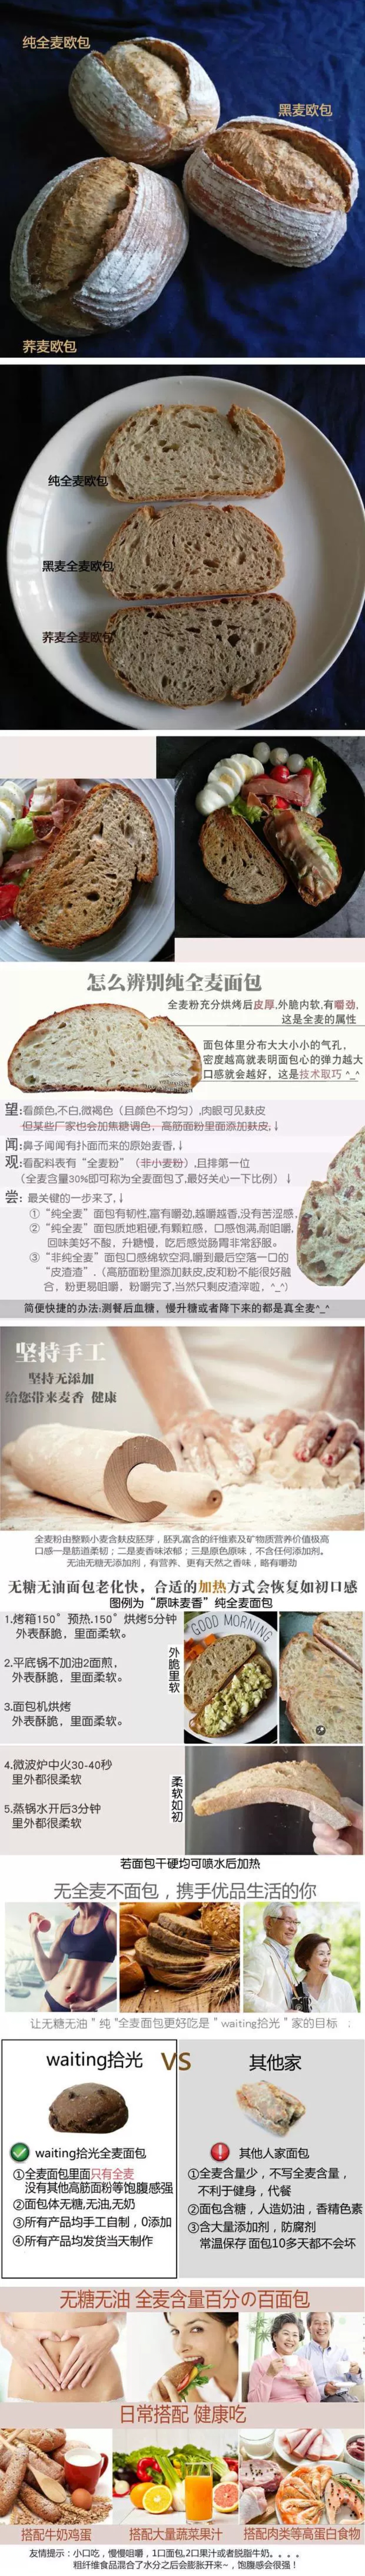 纯全麦欧包
黑麦欧包
荞麦欧包
纯全麦欧包
黑麦全麦欧包
荞麦全麦欧包
怎么辨别纯全麦面包
全麦粉充分烘烤后皮厚,外脆内软,有嚼劲,
这是全麦的属性
面包体里分布大大小小的气孔,
密度越高就表明面包心的弹力越大
口感就会越好，这是技术取巧 ^_^
望:看颜色,不白,微褐色（且颜色不均匀）,肉眼可见麸皮
但某些厂家也会加焦糖调色，高筋面粉里面添加麸皮,↓
闻:鼻子闻闻有扑面而来的原始麦香,↓
观:看配料表有“全麦粉”（非小麦粉）,且排第一位
（全麦含量30%即可称为全麦面包了,最好关心一下比例）↓
尝: 最关键的一步来了,↓
①“纯全麦”面包有韧性,富有嚼劲,越嚼越香,没有苦涩感,
②“纯全麦”面包质地粗硬,有颗粒感，口感饱满,耐咀嚼,
回味美好不酸，升糖慢，吃后感觉肠胃非常舒服。
③“非纯全麦”面包口感绵软空洞,嚼到最后空落一口的
“皮渣渣”.（高筋面粉里添加麸皮,皮和粉不能很好融
合，粉更易咀嚼，粉嚼完了,当然只剩皮渣滓啦，^_^)
简便快捷的办法:测餐后血糖，慢升糖或者降下来的都是真全麦^_^
坚持手工
坚持无添加
给您带来麦香 健康
全麦粉由整颗小麦含麸皮胚芽，胚乳富含的纤维素及矿物质营养价值极高
口感一是筋道柔韧；二是麦香味浓郁；三是原色原味，不含任何添加剂。
无油无糖无添加剂，有营养、更有天然之香味，略有嚼劲
无糖无油面包老化快，合适的加热方式会恢复如初口感
图例为“原味麦香”纯全麦面包
1.烤箱150°预热.150°烘烤5分钟
外表酥脆，里面柔软。
2.平底锅不加油2面煎，
外表酥脆，里面柔软。
3.面包机烘烤
外表酥脆，里面柔软。
外脆里软
GOOD MORNING
4.微波炉中火30-40秒
里外都很柔软
5.蒸锅水开后3分钟
里外都很柔软
柔软如初
若面包干硬均可喷水后加热
无全麦不面包，携手优品生活的你
让无糖无油＂纯＂全麦面包更好吃是＂waiting拾光＂家的目标 ；
waiting拾光
VS
其他家
waiting拾光全麦面包
①全麦面包里面只有全麦
没有其他高筋面粉等饱腹感强
②面包体无糖,无油,无奶
③所有产品均手工自制，0添加
④所有产品均发货当天制作
其他人家面包
①全麦含量少，不写全麦含量，
不利于健身，代餐
②面包含糖，人造奶油，香精色素
③含大量添加剂，防腐剂
常温保存 面包10多天都不会坏
无糖无油 全麦含量百分の百面包
日常搭配 健康吃
搭配牛奶鸡蛋
搭配大量蔬菜果汁
搭配肉类等高蛋白食物
友情提示：小口吃，慢慢咀嚼，1口面包,2口果汁或者脱脂牛奶。。。。
粗纤维食品混合了水分之后会膨胀开来~，饱腹感会很强！